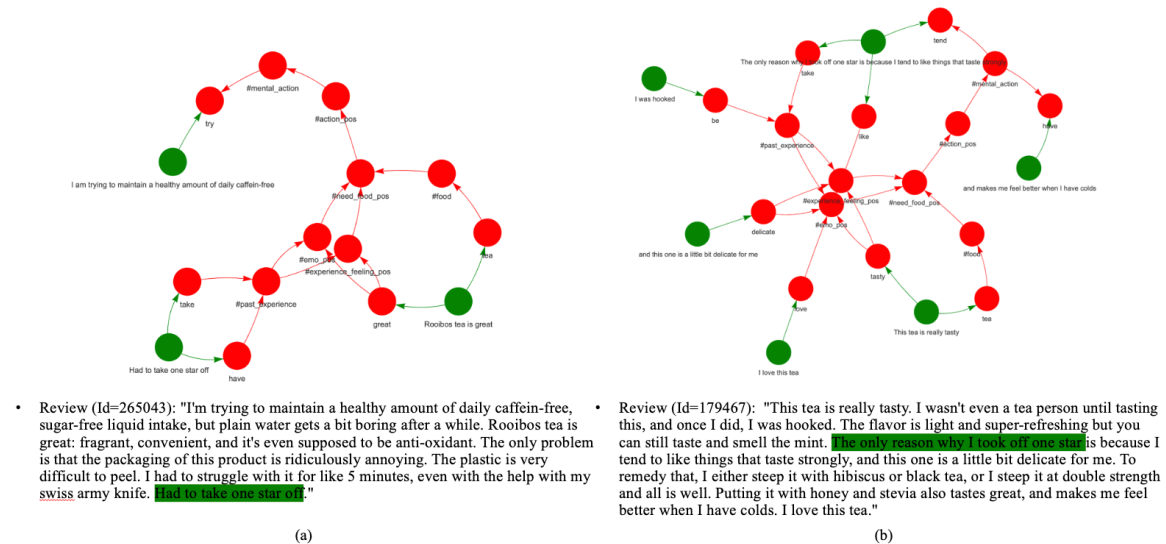 #mental_action
try
#action_pos
I am trying to maintain a healthy amount of daily caffein-free
#need_food_pos
#food
#emo_pos
#experience_feeling_pos
tea
take
#past_experience
great
Rooibos tea is great
Had to take one star off
have
• Review (Id=265043): "I'm trying to maintain a healthy amount of daily caffein-free,
sugar-free liquid intake, but plain water gets a bit boring after a while. Rooibos tea is
great: fragrant, convenient, and it's even supposed to be anti-oxidant. The only problem
is that the packaging of this product is ridiculously annoying. The plastic is very
difficult to peel. I had to struggle with it for like 5 minutes, even with the help with my
swiss army knife. Had to take one star off."
(a)
tend
The only reason why I took off one star is because I tend to like things that taste strongly
take
#mental_action
I was hooked
be
like
have
#past_experience
#action_pos
and makes me feel better when I have colds
#experience_feeling_pos
#need_food_pos
delicate
#emo_pos
and this one is a little bit delicate for me
#food
tasty
love
tea
This tea is really tasty
I love this tea
• Review (Id=179467): "This tea is really tasty. I wasn't even a tea person until tasting
this, and once I did, I was hooked. The flavor is light and super-refreshing but you
can still taste and smell the mint. The only reason why I took off one star is because I
tend to like things that taste strongly, and this one is a little bit delicate for me. To
remedy that, I either steep it with hibiscus or black tea, or I steep it at double strength
and all is well. Putting it with honey and stevia also tastes great, and makes me feel
better when I have colds. I love this tea."
(b)